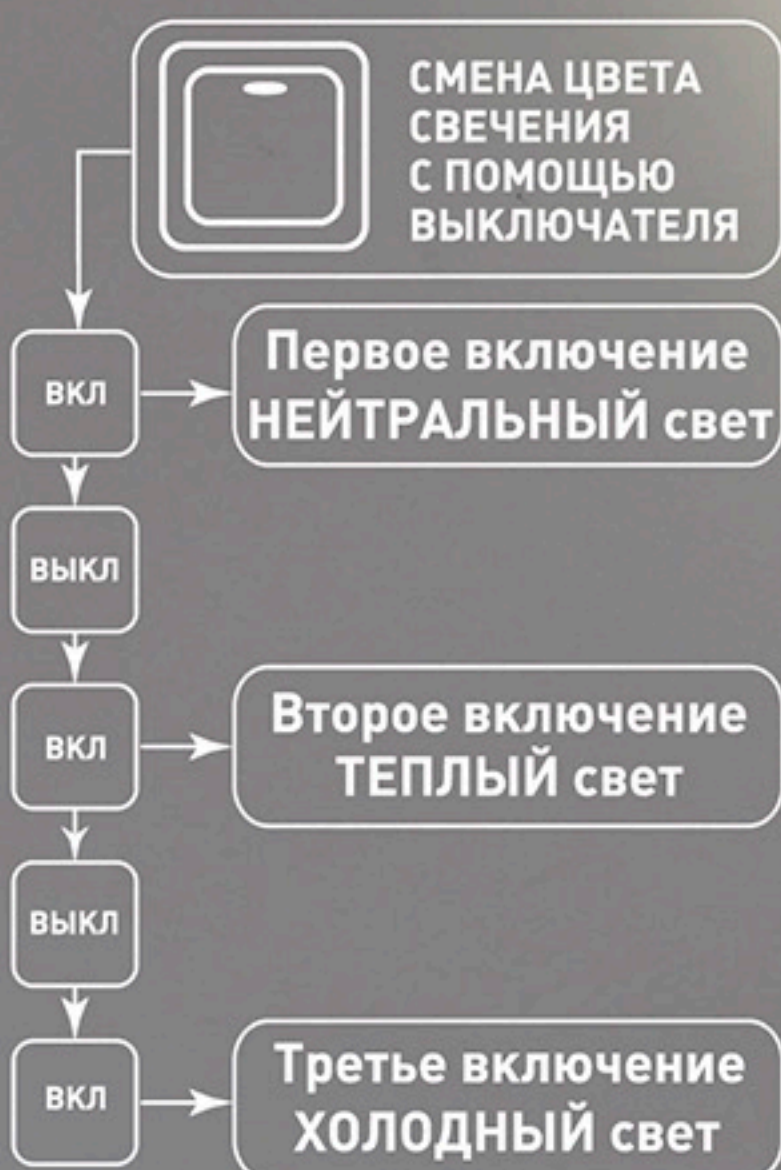 СМЕНА ЦВЕТА
СВЕЧЕНИЯ
С ПОМОЩЬЮ
ВЫКЛЮЧАТЕЛЯ
ВКЛ
Первое включение
НЕЙТРАЛЬНЫЙ свет
ВЫКЛ
ВКЛ
Второе включение
ТЕПЛЫЙ свет
ВЫКЛ
ВКЛ
Третье включение
ХОЛОДНЫЙ свет